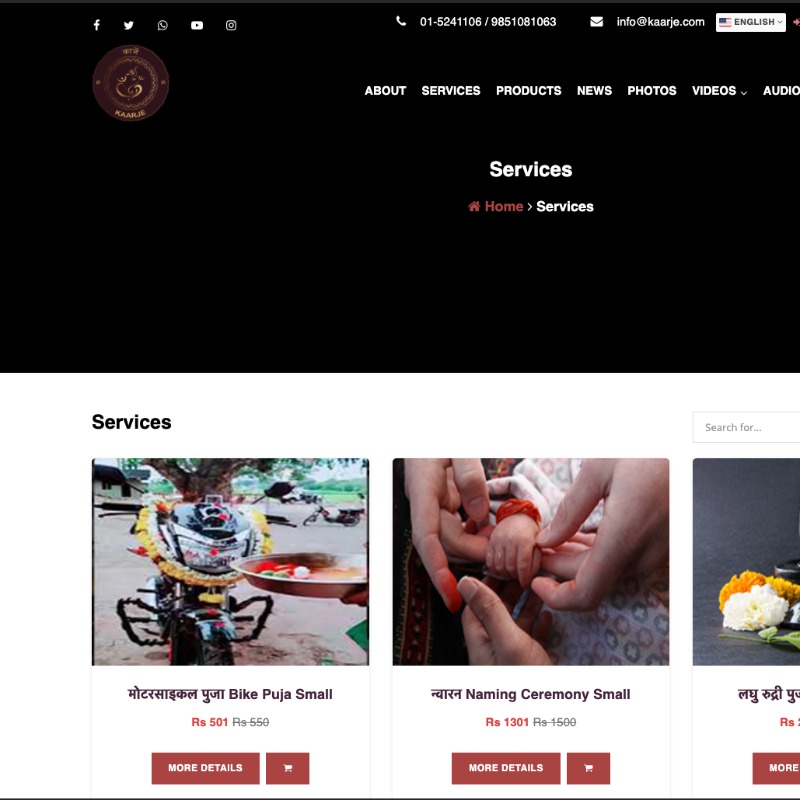 01-5241106 / 9851081063
info@kaarje.com
ENGLISH
कार्जे
KAARJE
ABOUT
SERVICES
PRODUCTS
NEWS
PHOTOS
VIDEOS
AUDIO
Services
Home › Services
Services
Search for...
मोटरसाइकल पुजा Bike Puja Small
Rs 501 Rs 550
MORE DETAILS
न्वारन Naming Ceremony Small
Rs 1301 Rs 1500
MORE DETAILS
लघु रुद्री
Rs
MORE